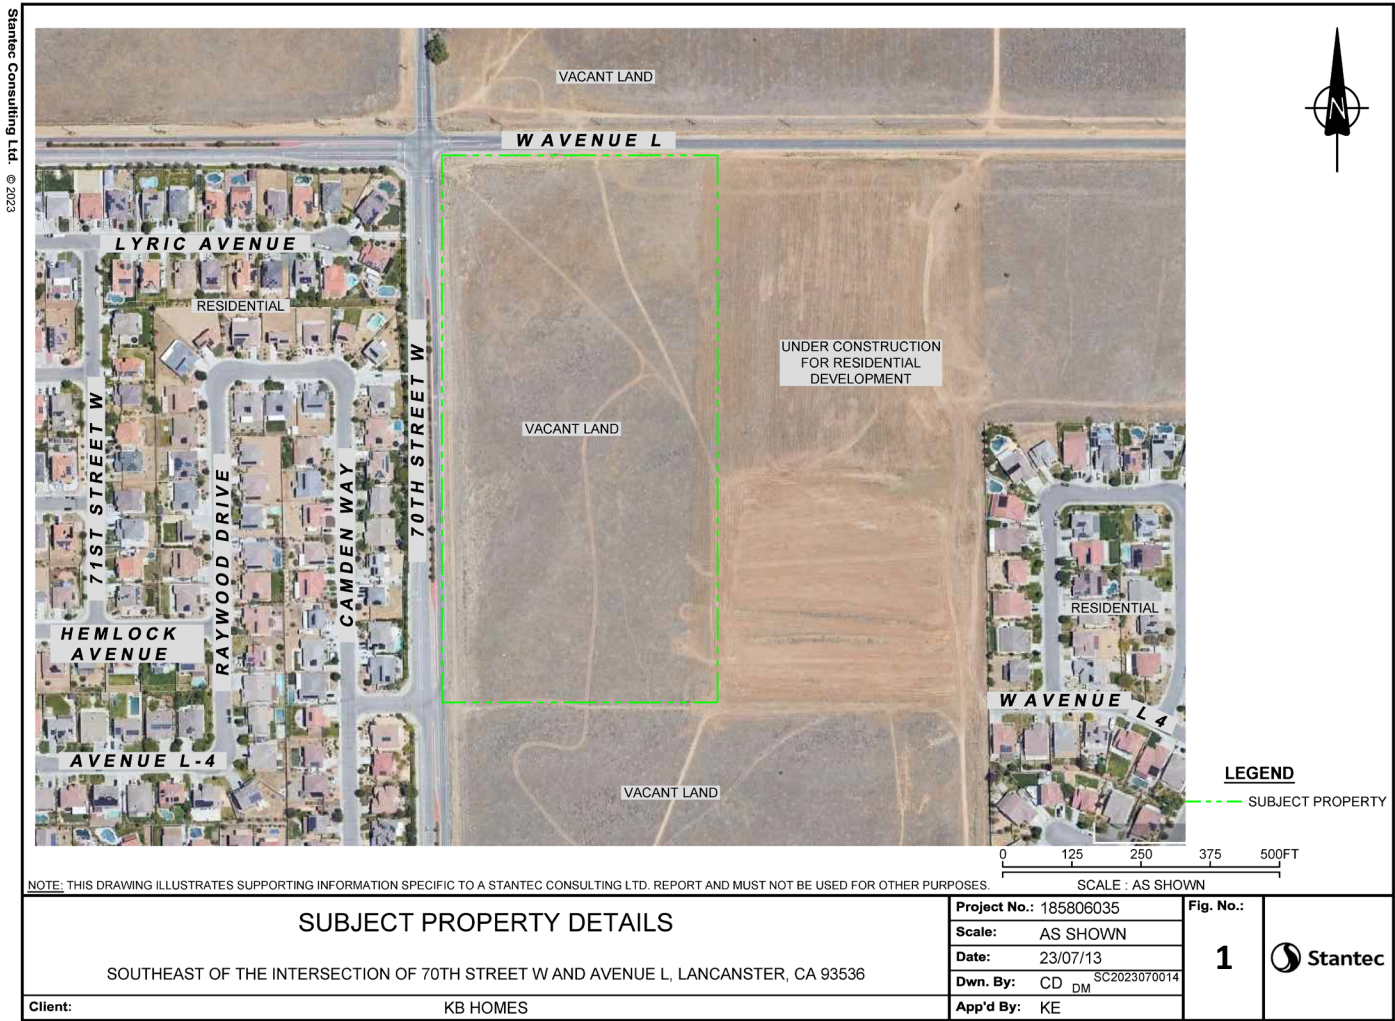 Stantec Consulting Ltd. © 2023
VACANT LAND
N
W AVENUE L
LYRIC AVENUE
RESIDENTIAL
UNDER CONSTRUCTION
FOR RESIDENTIAL
DEVELOPMENT
VACANT LAND
71ST STREET W
RAYWOOD DRIVE
CAMDEN WAY
70TH STREET W
RESIDENTIAL
HEMLOCK
AVENUE
W AVENUE L 4
AVENUE L-4
VACANT LAND
LEGEND
SUBJECT PROPERTY
0 125 250 375 500FT
SCALE : AS SHOWN
NOTE: THIS DRAWING ILLUSTRATES SUPPORTING INFORMATION SPECIFIC TO A STANTEC CONSULTING LTD. REPORT AND MUST NOT BE USED FOR OTHER PURPOSES.
SUBJECT PROPERTY DETAILS
SOUTHEAST OF THE INTERSECTION OF 70TH STREET W AND AVENUE L, LANCANSTER, CA 93536
Client: KB HOMES
Project No.: 185806035
Scale: AS SHOWN
Date: 23/07/13
Dwn. By: CD DM SC2023070014
App'd By: KE
Fig. No.:
1
Stantec